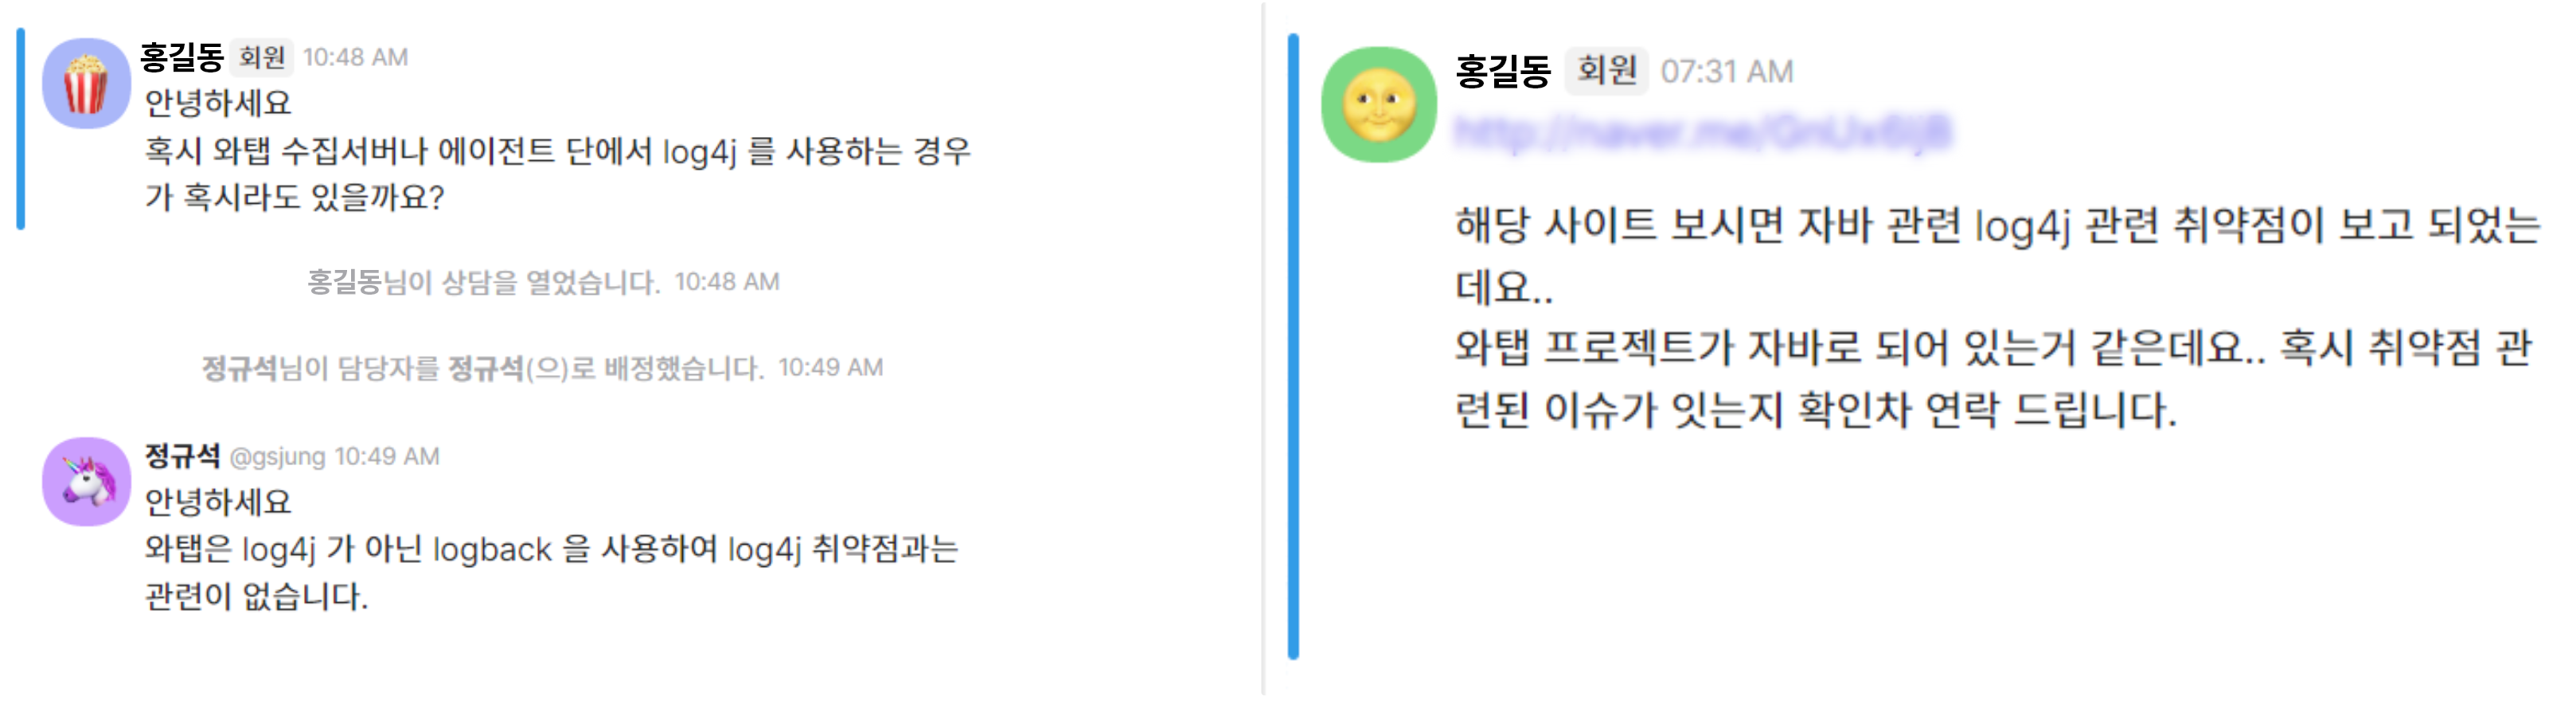 홍길동 회원 10:48 AM
안녕하세요
혹시 와탭 수집서버나 에이전트 단에서 log4j 를 사용하는 경우
가 혹시라도 있을까요?
홍길동님이 상담을 열었습니다. 10:48 AM
정규석님이 담당자를 정규석(으)로 배정했습니다. 10:49 AM
정규석 @gsjung 10:49 AM
안녕하세요
와탭은 log4j 가 아닌 logback 을 사용하여 log4j 취약점과는
관련이 없습니다.
홍길동 회원 07:31 AM
해당 사이트 보시면 자바 관련 log4j 관련 취약점이 보고 되었는
데요..
와탭 프로젝트가 자바로 되어 있는거 같은데요.. 혹시 취약점 관
련된 이슈가 잇는지 확인차 연락 드립니다.